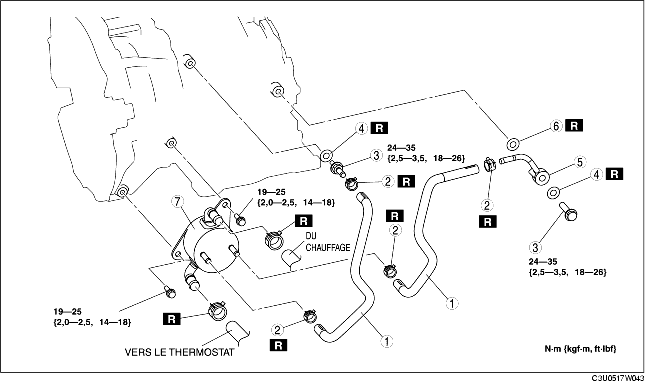 4 R
6 R
3
24—35
{2,5—3,5, 18—26}
5
2 R
4 R
7
19—25
{2,0—2,5, 14—18}
R
DU
CHAUFFAGE
R
2
2
R
3
24—35
{2,5—3,5, 18—26}
19—25
{2,0—2,5, 14—18}
R
2
R
1
1
VERS LE THERMOSTAT
N·m {kgf·m, ft·lbf}
C3U0517W043